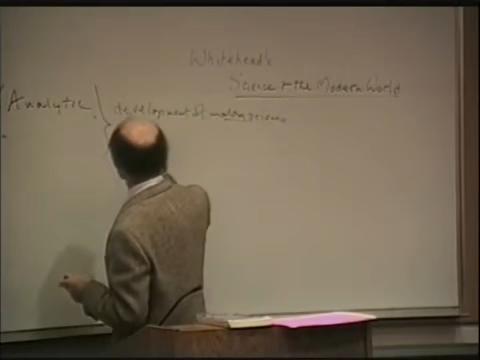 Whitehead's
Science & the Modern World
Analytic
development of modern science